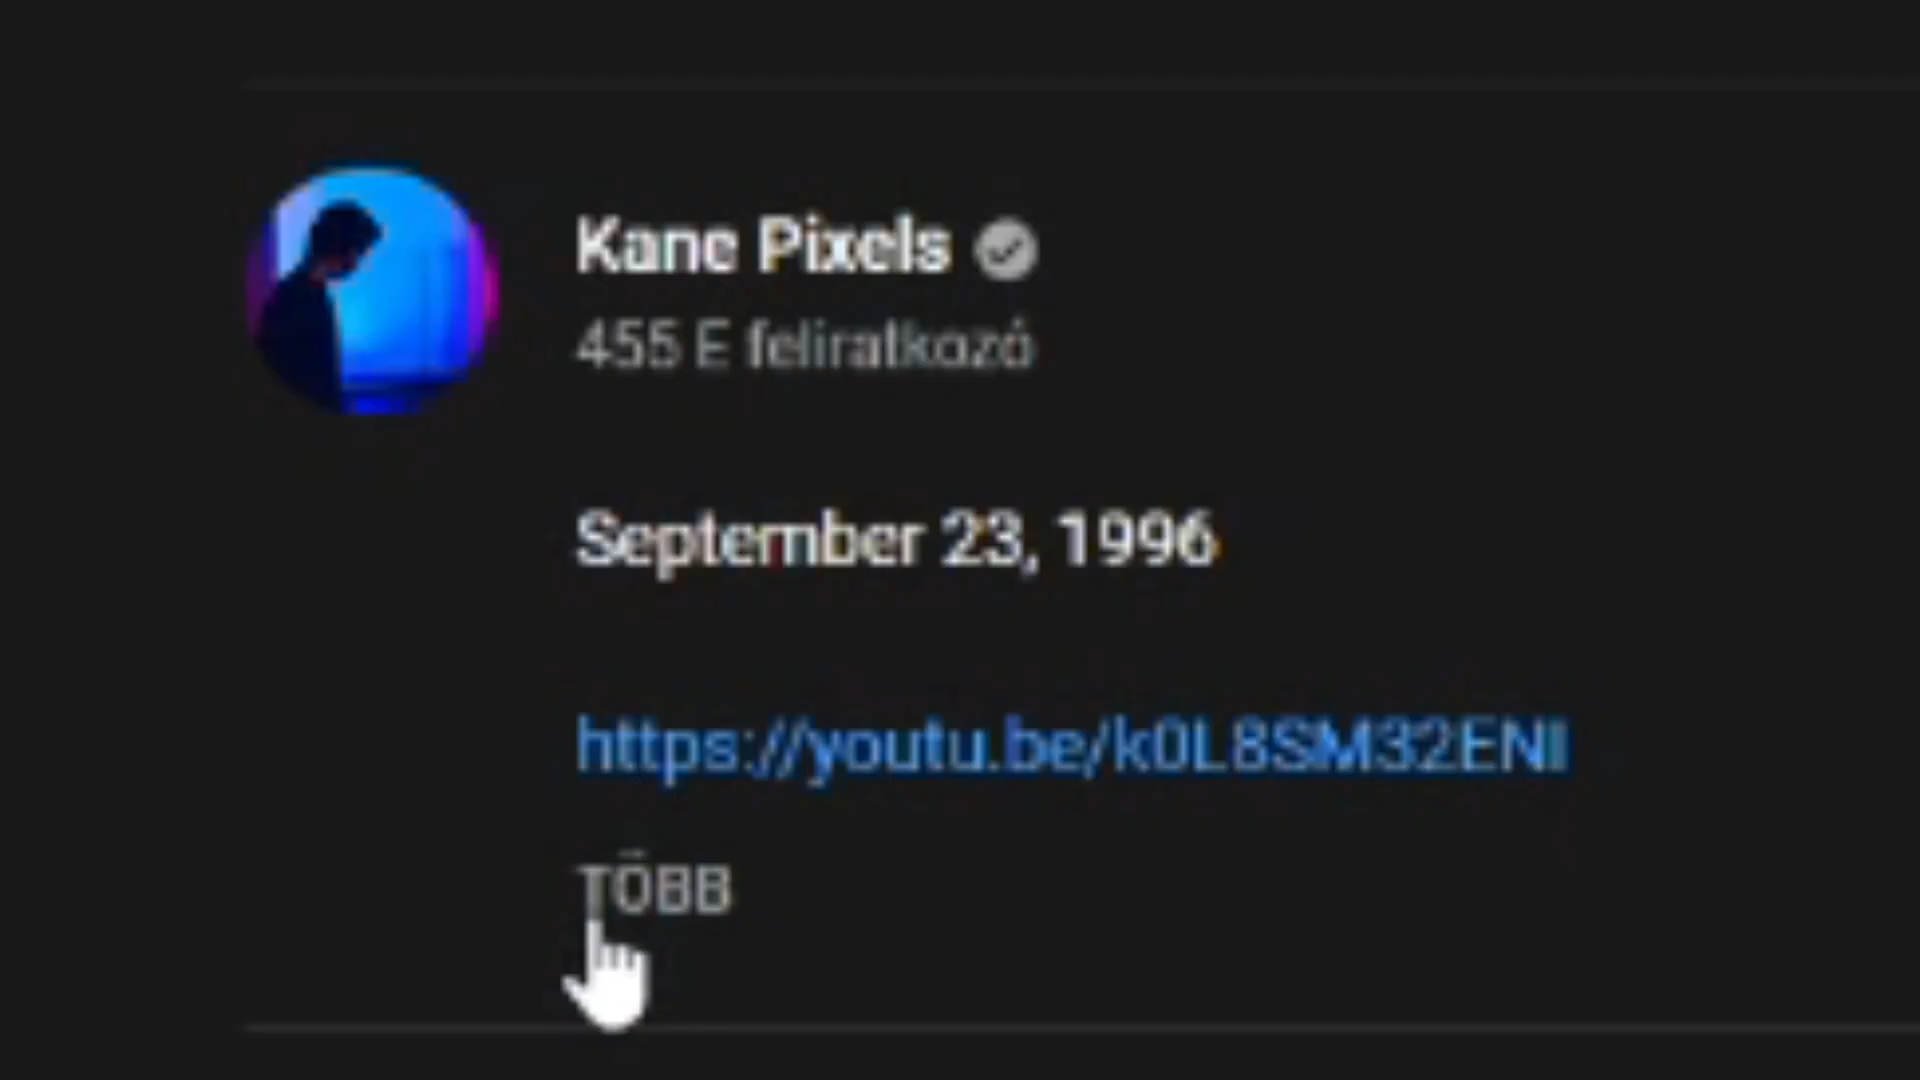 Kane Pixels
455 E feliratkozó
September 23, 1996
https://youtu.be/k0L8SM32ENI
TÖBB